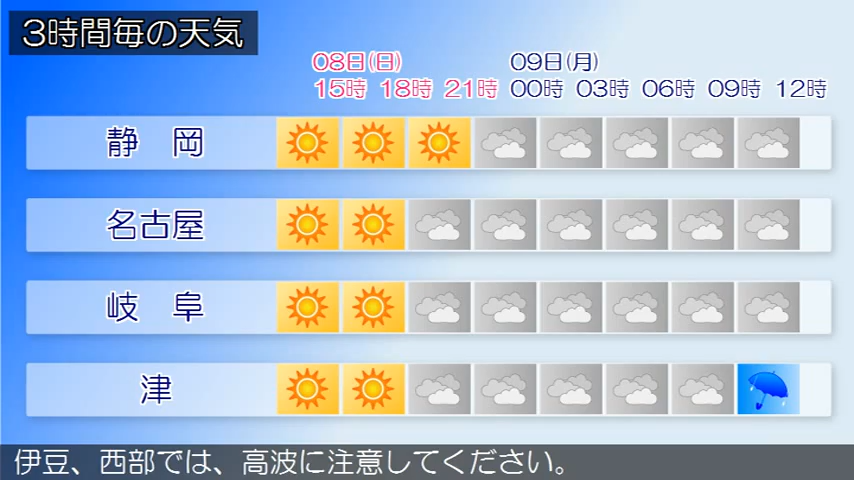 3時間毎の天気
08日(日) 09日(月)
15時 18時 21時 00時 03時 06時 09時 12時
静 岡
名古屋
岐 阜
津
伊豆、西部では、高波に注意してください。